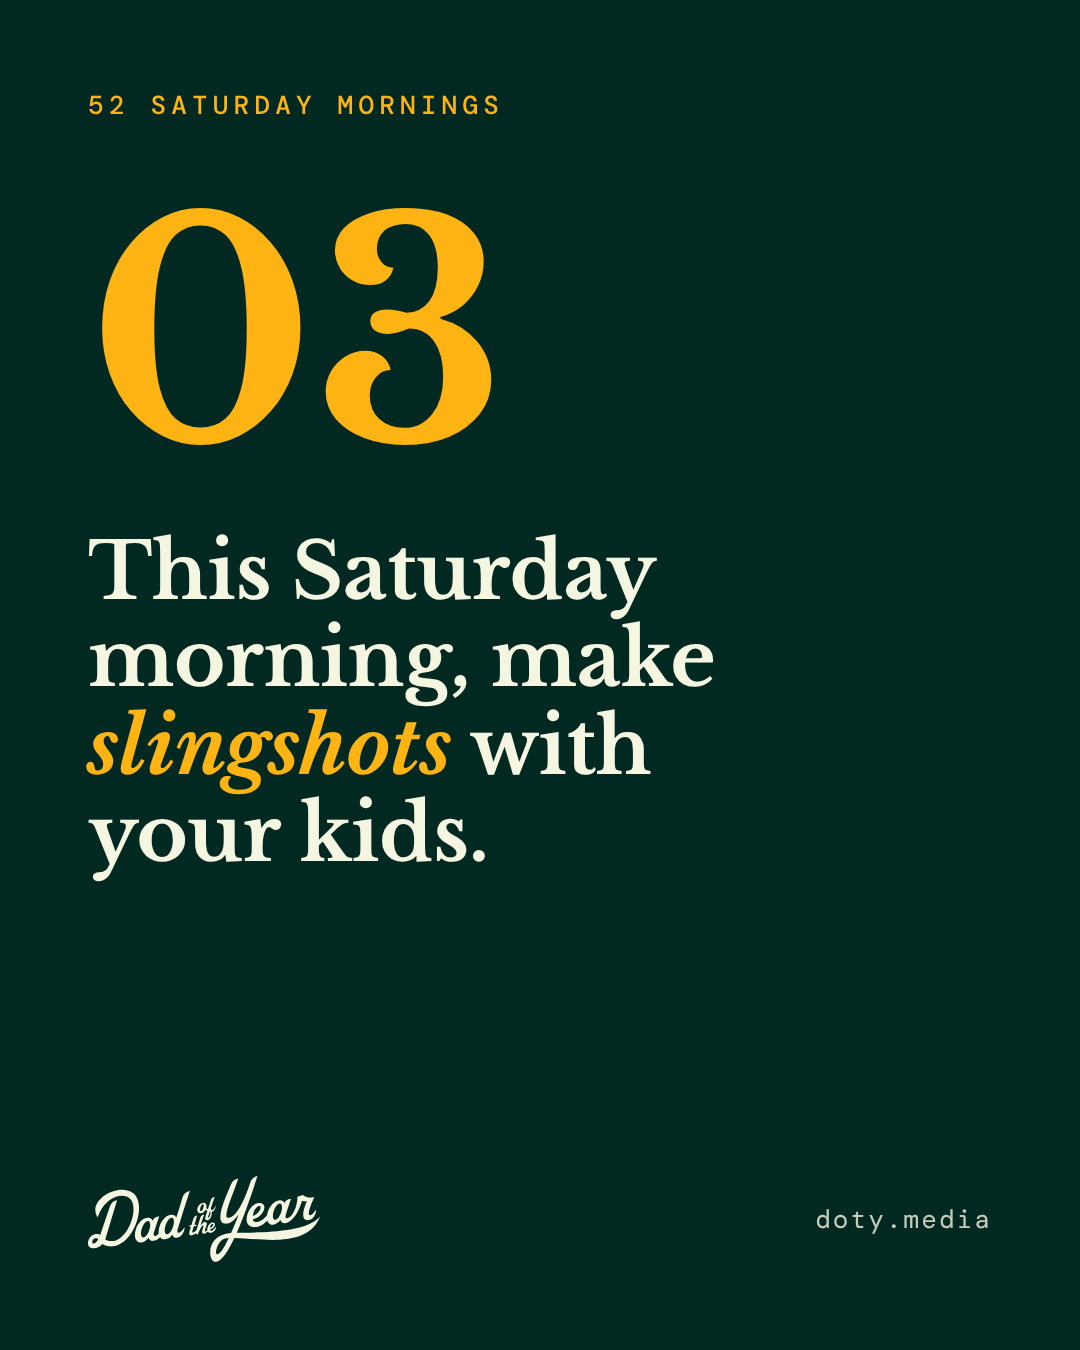 52 SATURDAY MORNINGS
03
This Saturday
morning, make
slingshots with
your kids.
Dad of the Year
doty.media